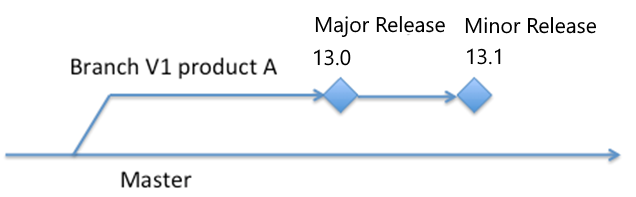 Major Release
Minor Release
13.0
13.1
Branch V1 product A
Master